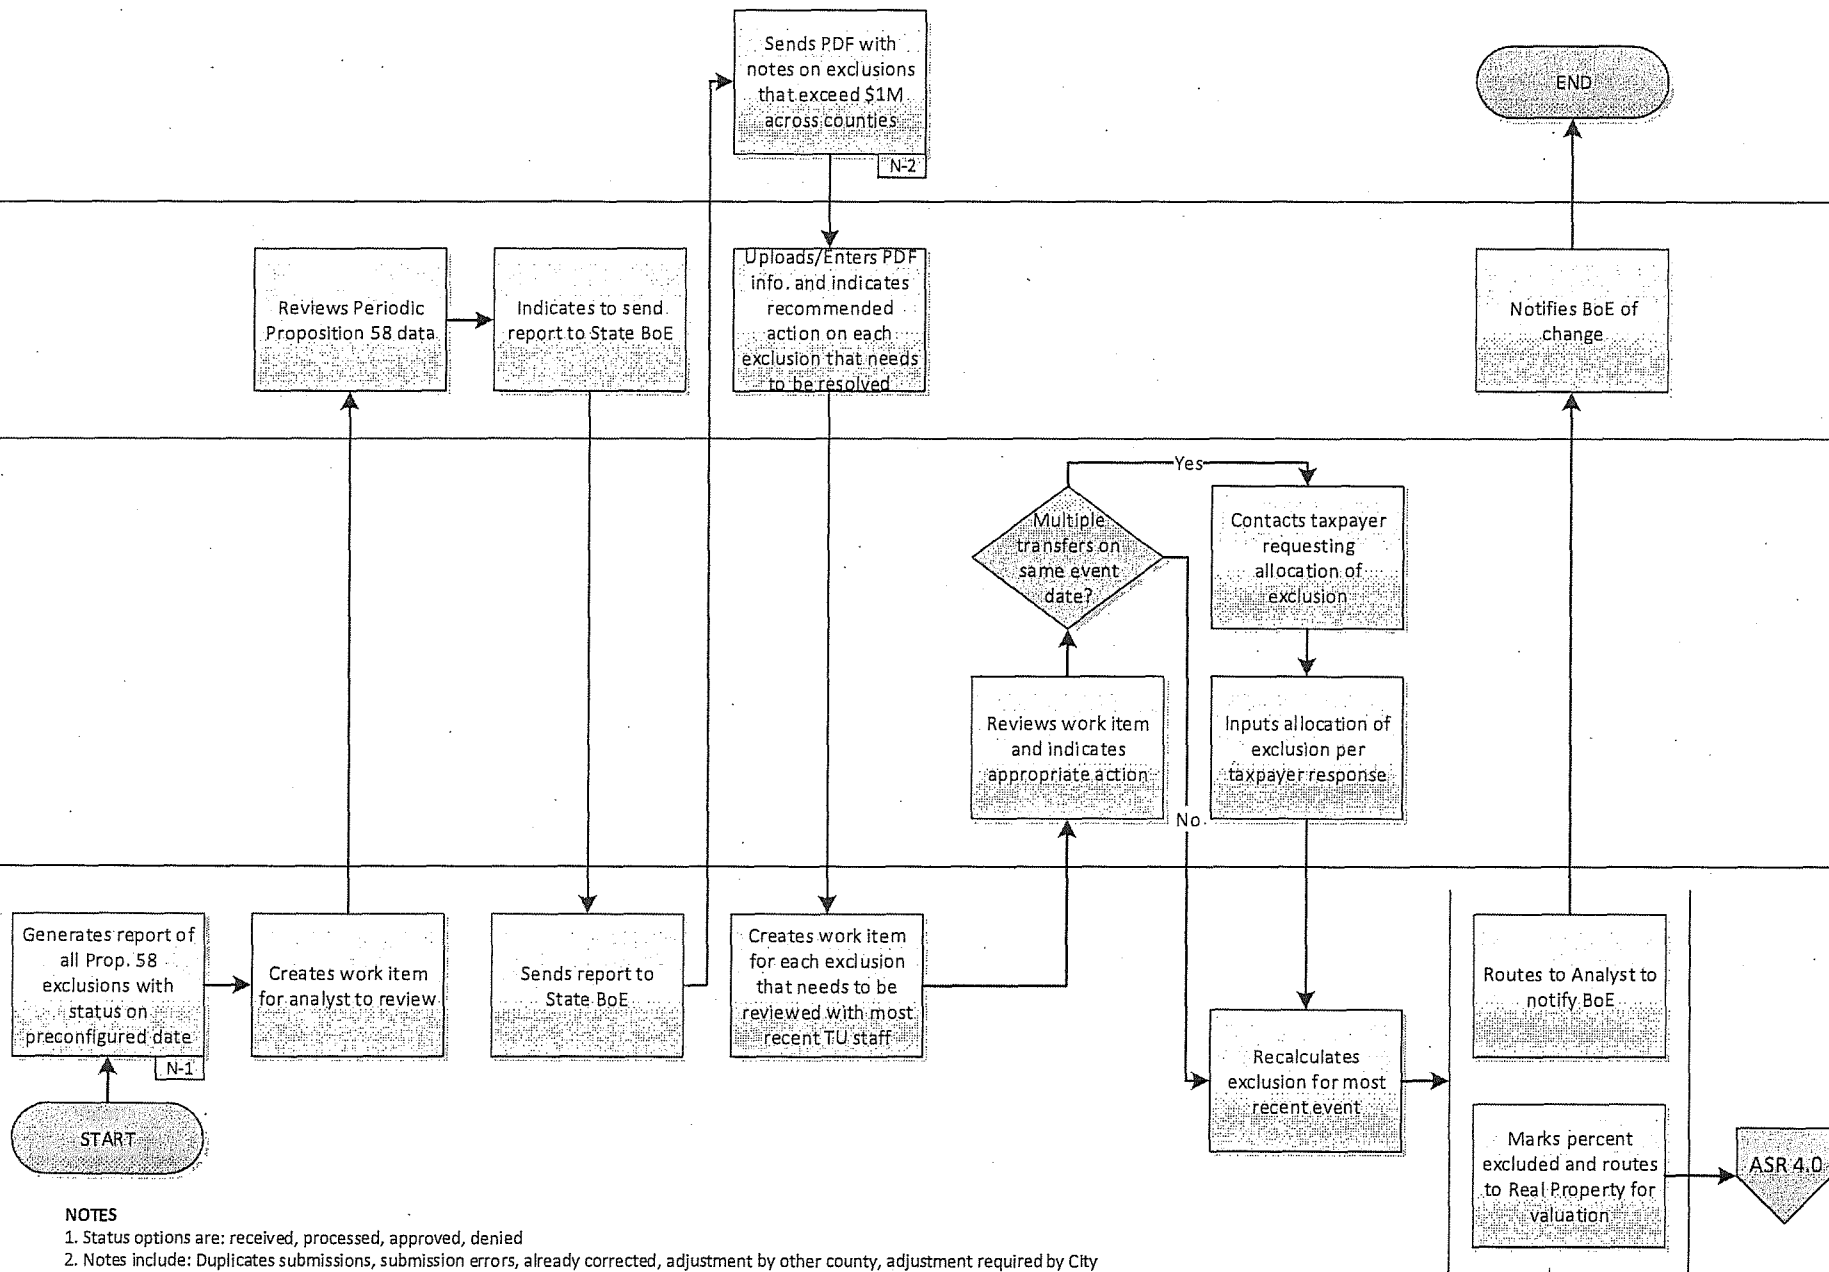 Sends PDF with
notes on exclusions
that exceed $1M
across counties
N-2
END
Reviews Periodic
Proposition 58 data
Indicates to send
report to State BoE
Uploads/Enters PDF
info. and indicates
recommended
action on each
exclusion that needs
to be resolved
Notifies BoE of
change
Yes
Multiple
transfers on
same event
date?
Contacts taxpayer
requesting
allocation of
exclusion
Reviews work item
and indicates
appropriate action
Inputs allocation of
exclusion per
taxpayer response
No
Generates report of
all Prop. 58
exclusions with
status on
preconfigured date
N-1
Creates work item
for analyst to review
Sends report to
State BoE
Creates work item
for each exclusion
that needs to be
reviewed with most
recent TU staff
Recalculates
exclusion for most
recent event
Routes to Analyst to
notify BoE
START
Marks percent
excluded and routes
to Real Property for
valuation
ASR 4.0
NOTES
1. Status options are: received, processed, approved, denied
2. Notes include: Duplicates submissions, submission errors, already corrected, adjustment by other county, adjustment required by City